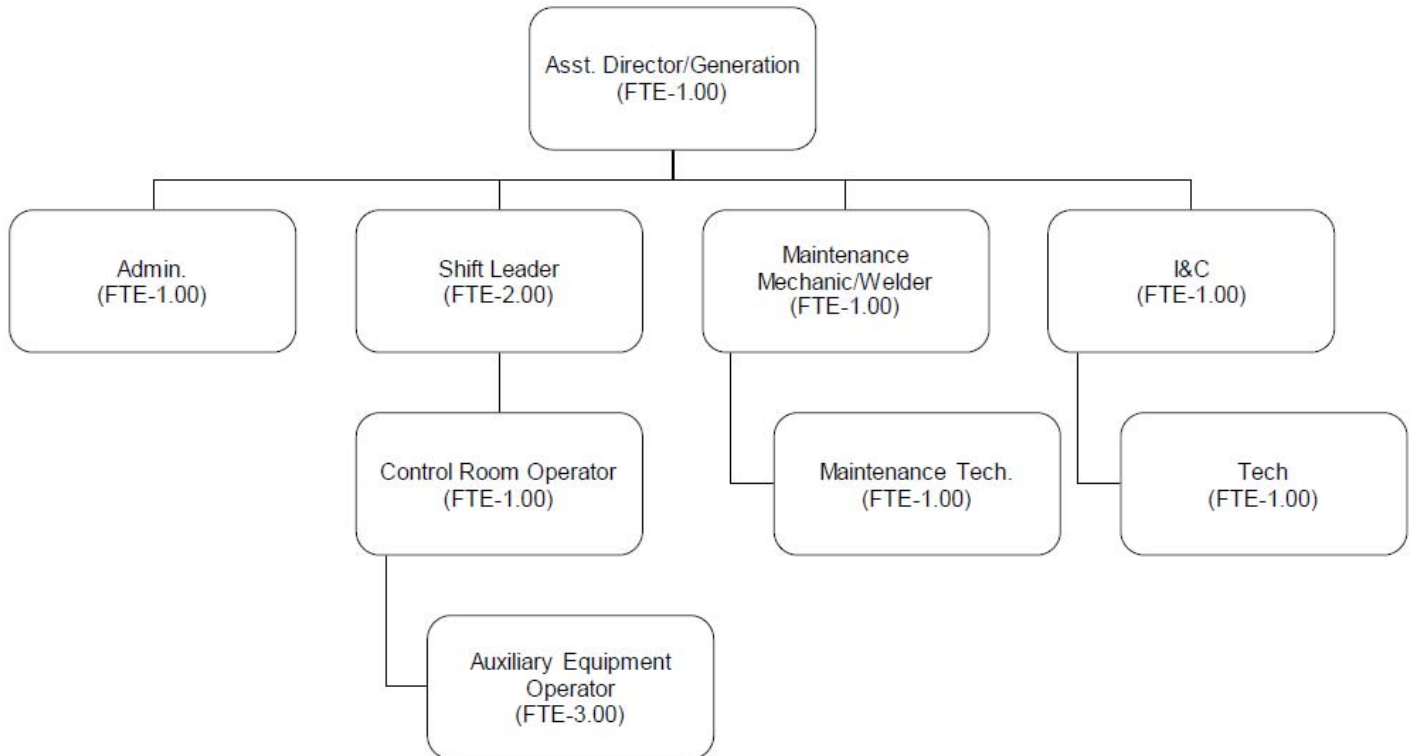 Asst. Director/Generation
(FTE-1.00)
Admin.
(FTE-1.00)
Shift Leader
(FTE-2.00)
Maintenance
Mechanic/Welder
(FTE-1.00)
I&C
(FTE-1.00)
Control Room Operator
(FTE-1.00)
Maintenance Tech.
(FTE-1.00)
Tech
(FTE-1.00)
Auxiliary Equipment
Operator
(FTE-3.00)